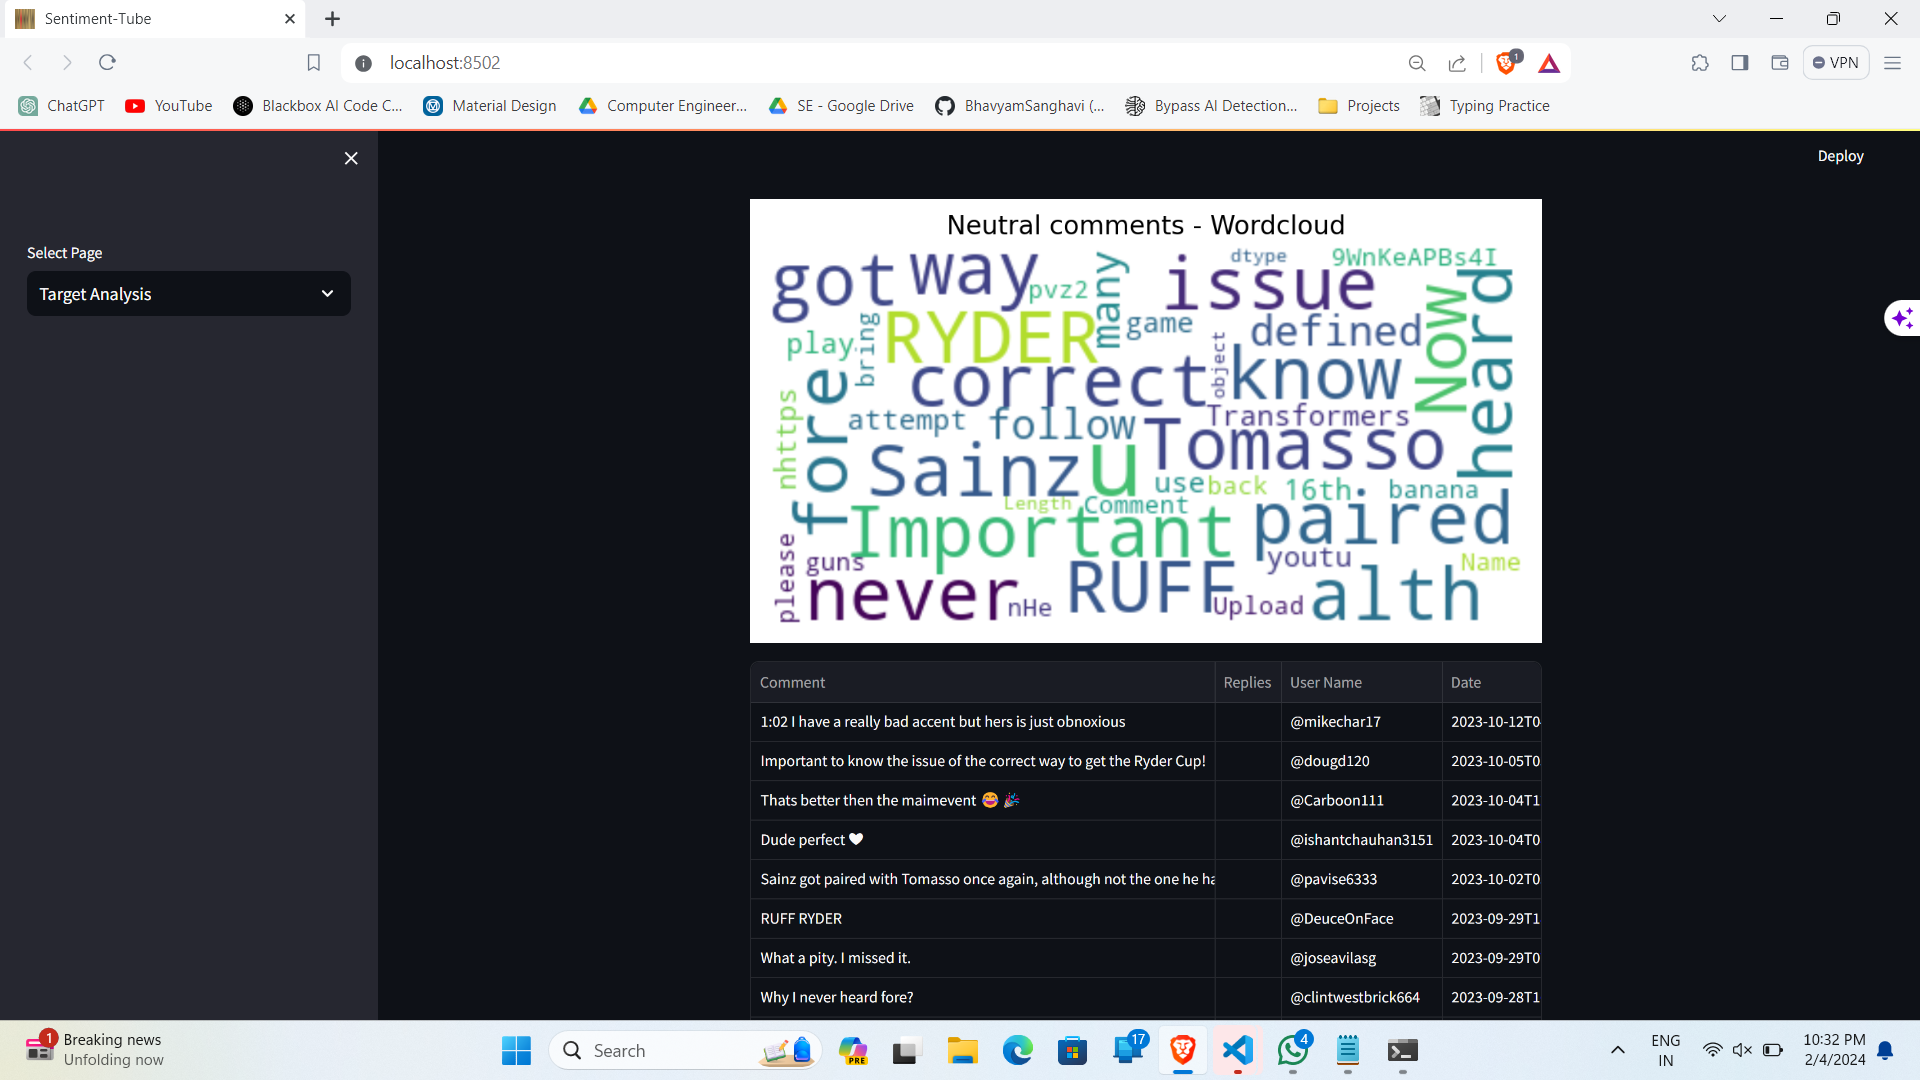 Sentiment-Tube
localhost:8502
1
VPN
ChatGPT
YouTube
Blackbox AI Code C...
Material Design
Computer Engineer...
SE - Google Drive
BhavyamSanghavi (...
Bypass AI Detection...
Projects
Typing Practice
Deploy
Select Page
Target Analysis
Neutral comments - Wordcloud
got
way
pvz2
many
issue
dtype
9WnKeAPBs4I
heard
Now
play
bring
RYDER
game
defined
object
know
correct
nhttps
fore
attempt
follow
Transformers
Tomasso
Sainz
u
use
back
16th
banana
Length
Comment
Important
paired
please
guns
youtu
Name
never
nHe
RUFF
Upload
alth
Comment Replies User Name Date
1:02 I have a really bad accent but hers is just obnoxious @mikechar17 2023-10-12T0
Important to know the issue of the correct way to get the Ryder Cup! @dougd120 2023-10-05T0
Thats better then the maimevent 😂 🎉 @Carboon111 2023-10-04T1
Dude perfect 🤍 @ishantchauhan3151 2023-10-04T0
Sainz got paired with Tomasso once again, although not the one he ha @pavise6333 2023-10-02T0
RUFF RYDER @DeuceOnFace 2023-09-29T1
What a pity. I missed it. @joseavilasg 2023-09-29T0
Why I never heard fore? @clintwestbrick664 2023-09-28T1
1
Breaking news
Unfolding now
Search
PRE
17
4
ENG
IN
10:32 PM
2/4/2024